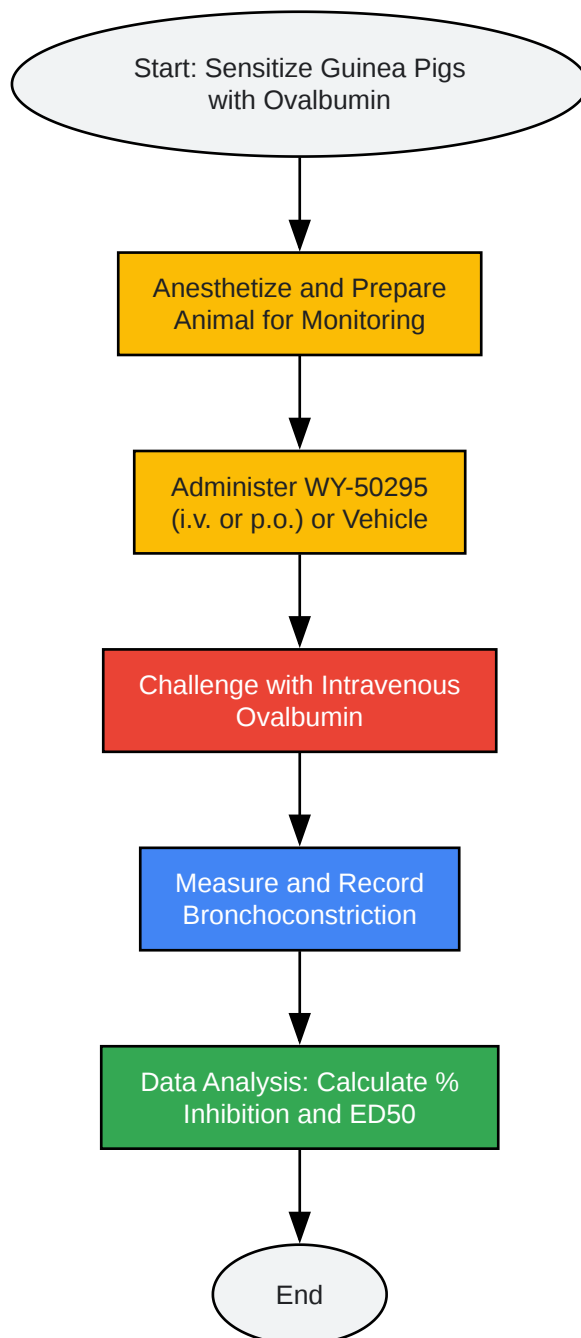 Start: Sensitize Guinea Pigs
with Ovalbumin
Anesthetize and Prepare
Animal for Monitoring
Administer WY-50295
(i.v. or p.o.) or Vehicle
Challenge with Intravenous
Ovalbumin
Measure and Record
Bronchoconstriction
Data Analysis: Calculate %
Inhibition and ED50
End